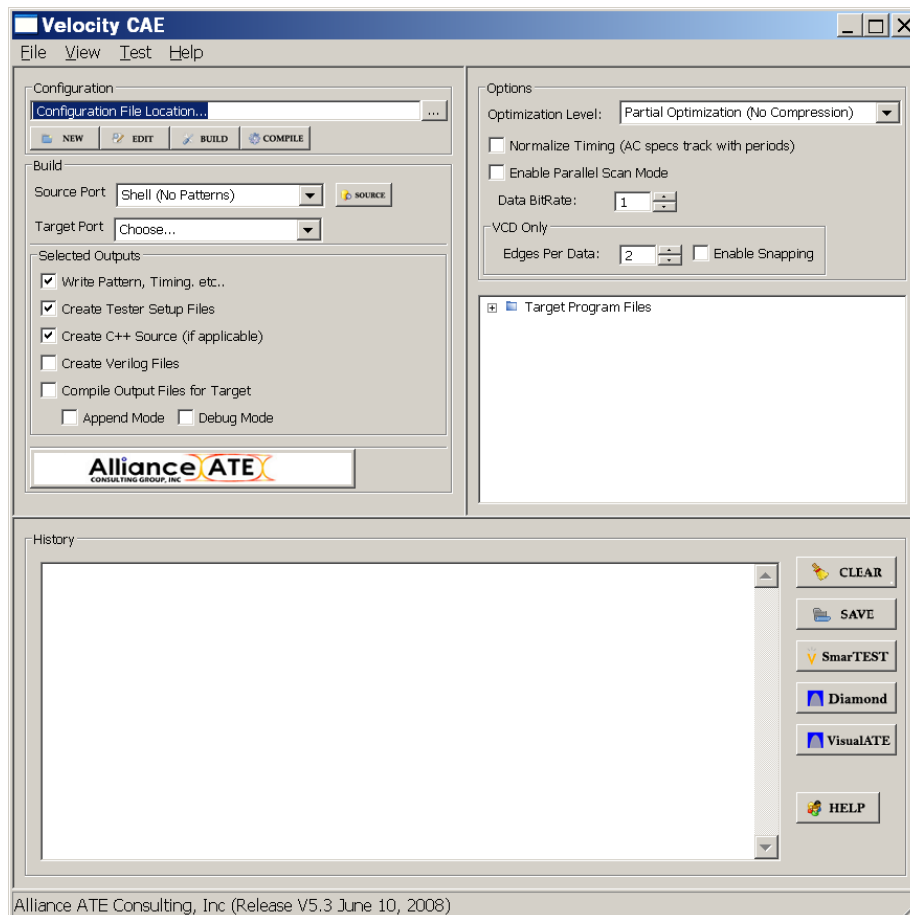 Velocity CAE
File View Test Help
Configuration
Configuration File Location...
...
NEW EDIT BUILD COMPILE
Build
Source Port Shell (No Patterns) SOURCE
Target Port Choose...
Selected Outputs
Write Pattern, Timing. etc..
Create Tester Setup Files
Create C++ Source (if applicable)
Create Verilog Files
Compile Output Files for Target
Append Mode Debug Mode
Alliance ATE
CONSULTING GROUP, INC
Options
Optimization Level: Partial Optimization (No Compression)
Normalize Timing (AC specs track with periods)
Enable Parallel Scan Mode
Data BitRate: 1
VCD Only
Edges Per Data: 2 Enable Snapping
Target Program Files
History
CLEAR
SAVE
SmarTEST
Diamond
VisualATE
HELP
Alliance ATE Consulting, Inc (Release V5.3 June 10, 2008)